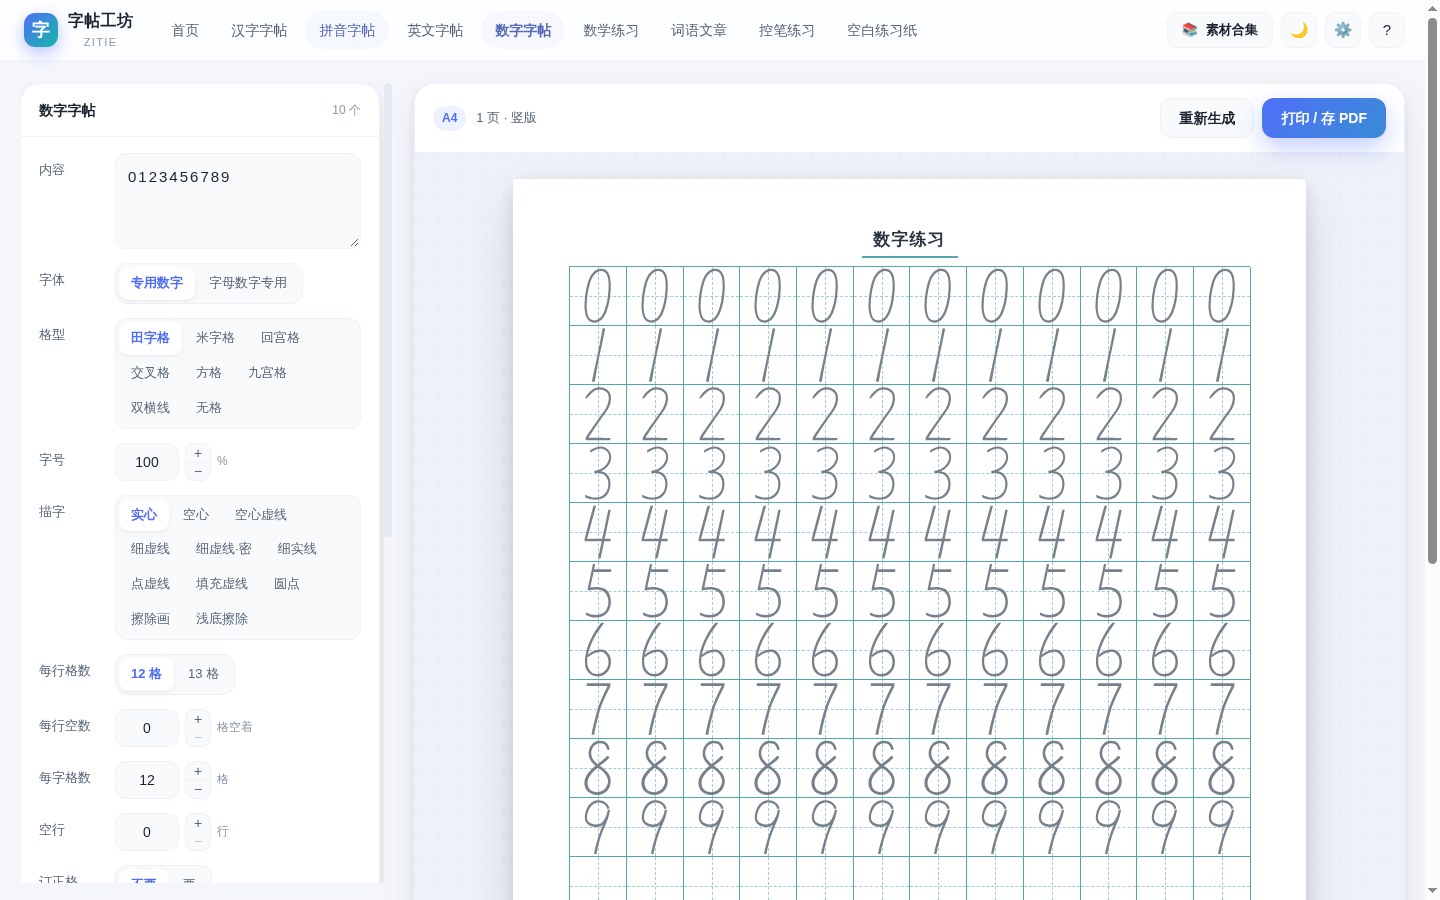 字 字帖工坊
ZITIE
首页 汉字字帖 拼音字帖 英文字帖 数字字帖 数学练习 词语文章 控笔练习 空白练习纸
素材合集 ?
数字字帖 10 个
内容
0123456789
字体
专用数字 字母数字专用
格型
田字格 米字格 回宫格
交叉格 方格 九宫格
双横线 无格
字号
100 + − %
描字
实心 空心 空心虚线
细虚线 细虚线·密 细实线
点虚线 填充虚线 圆点
擦除画 浅底擦除
每行格数
12 格 13 格
每行空数
0 + − 格空着
每字格数
12 + − 格
空行
0 + − 行
订正格
不要 要
A4 1 页 · 竖版
重新生成 打印 / 存 PDF
数字练习
0 0 0 0 0 0 0 0 0 0 0 0
1 1 1 1 1 1 1 1 1 1 1 1
2 2 2 2 2 2 2 2 2 2 2 2
3 3 3 3 3 3 3 3 3 3 3 3
4 4 4 4 4 4 4 4 4 4 4 4
5 5 5 5 5 5 5 5 5 5 5 5
6 6 6 6 6 6 6 6 6 6 6 6
7 7 7 7 7 7 7 7 7 7 7 7
8 8 8 8 8 8 8 8 8 8 8 8
9 9 9 9 9 9 9 9 9 9 9 9